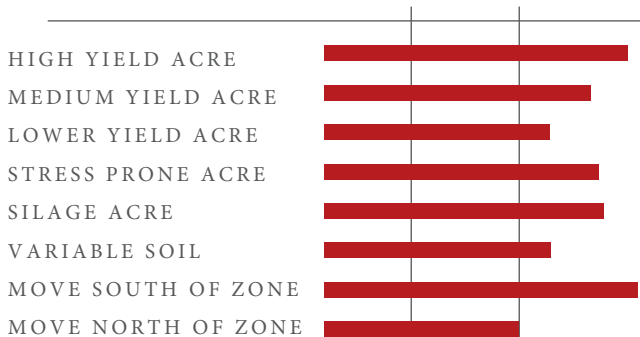 HIGH YIELD ACRE
MEDIUM YIELD ACRE
LOWER YIELD ACRE
STRESS PRONE ACRE
SILAGE ACRE
VARIABLE SOIL
MOVE SOUTH OF ZONE
MOVE NORTH OF ZONE